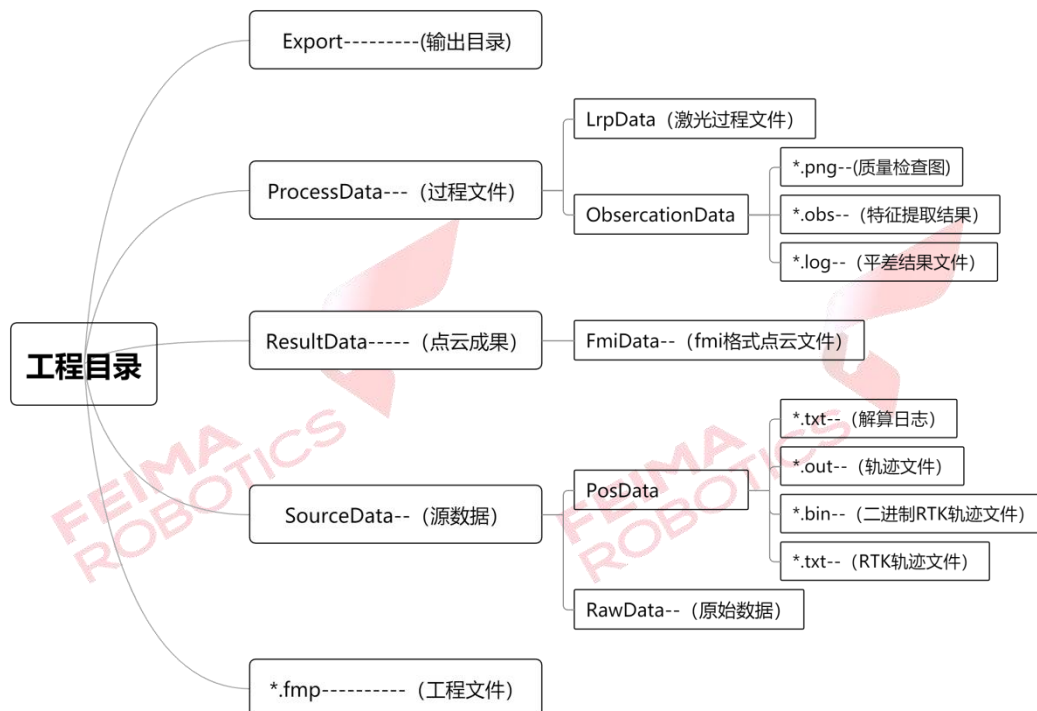 工程目录
Export---------(输出目录)
ProcessData---（过程文件）
LrpData（激光过程文件）
ObsercationData
*.png--(质量检查图)
*.obs--（特征提取结果）
*.log--（平差结果文件）
ResultData-----（点云成果）
FmiData--（fmi格式点云文件）
SourceData--（源数据）
PosData
*.txt--（解算日志）
*.out--（轨迹文件）
*.bin--（二进制RTK轨迹文件）
*.txt--（RTK轨迹文件）
RawData--（原始数据）
*.fmp----------（工程文件）
FEIMA
ROBOTICS
FEIMA
ROBOTICS